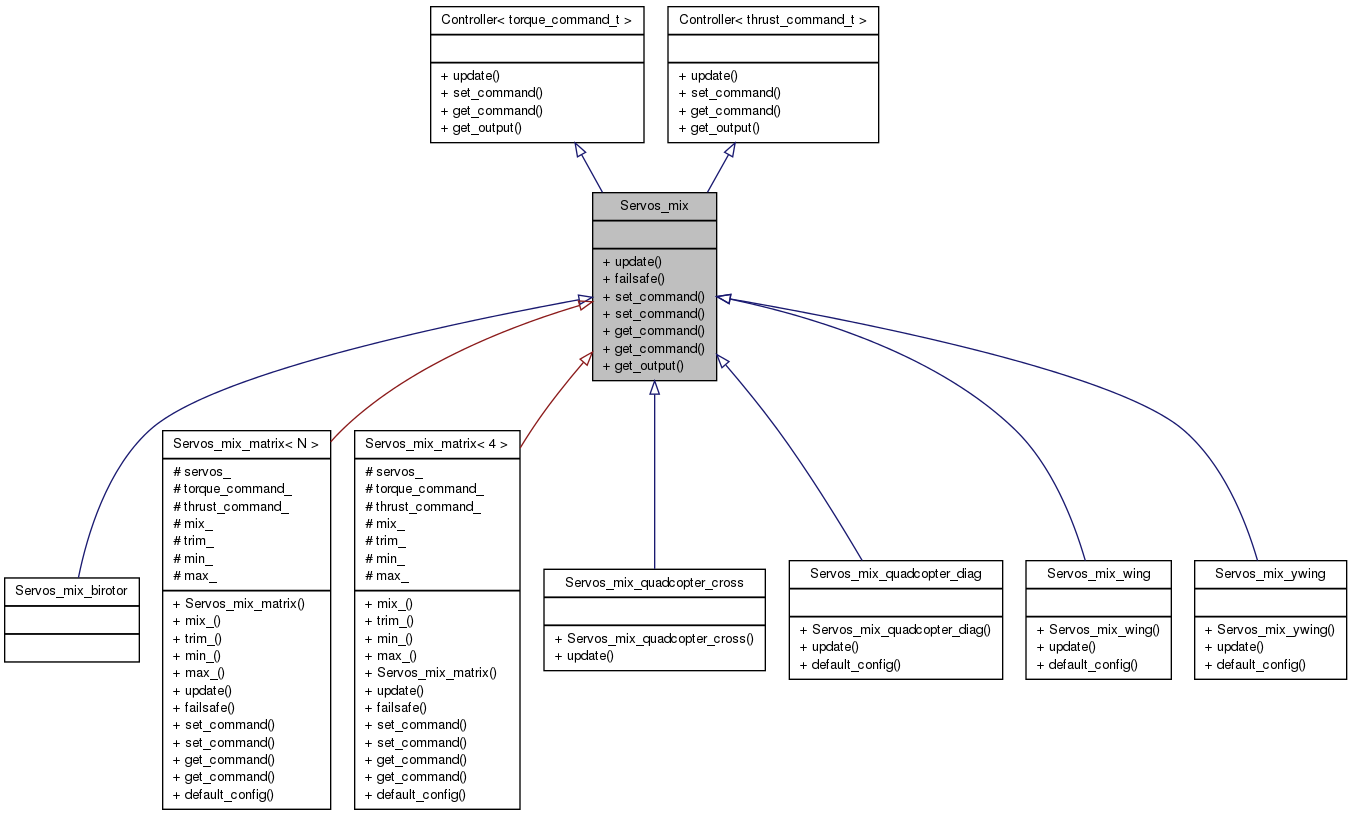 Controller< torque_command_t >
+ update()
+ set_command()
+ get_command()
+ get_output()
Controller< thrust_command_t >
+ update()
+ set_command()
+ get_command()
+ get_output()
Servos_mix
+ update()
+ failsafe()
+ set_command()
+ set_command()
+ get_command()
+ get_command()
+ get_output()
Servos_mix_birotor
Servos_mix_matrix< N >
# servos_
# torque_command_
# thrust_command_
# mix_
# trim_
# min_
# max_
+ Servos_mix_matrix()
+ mix_()
+ trim_()
+ min_()
+ max_()
+ update()
+ failsafe()
+ set_command()
+ set_command()
+ get_command()
+ get_command()
+ default_config()
Servos_mix_matrix< 4 >
# servos_
# torque_command_
# thrust_command_
# mix_
# trim_
# min_
# max_
+ mix_()
+ trim_()
+ min_()
+ max_()
+ Servos_mix_matrix()
+ update()
+ failsafe()
+ set_command()
+ set_command()
+ get_command()
+ get_command()
+ default_config()
Servos_mix_quadcopter_cross
+ Servos_mix_quadcopter_cross()
+ update()
Servos_mix_quadcopter_diag
+ Servos_mix_quadcopter_diag()
+ update()
+ default_config()
Servos_mix_wing
+ Servos_mix_wing()
+ update()
+ default_config()
Servos_mix_ywing
+ Servos_mix_ywing()
+ update()
+ default_config()